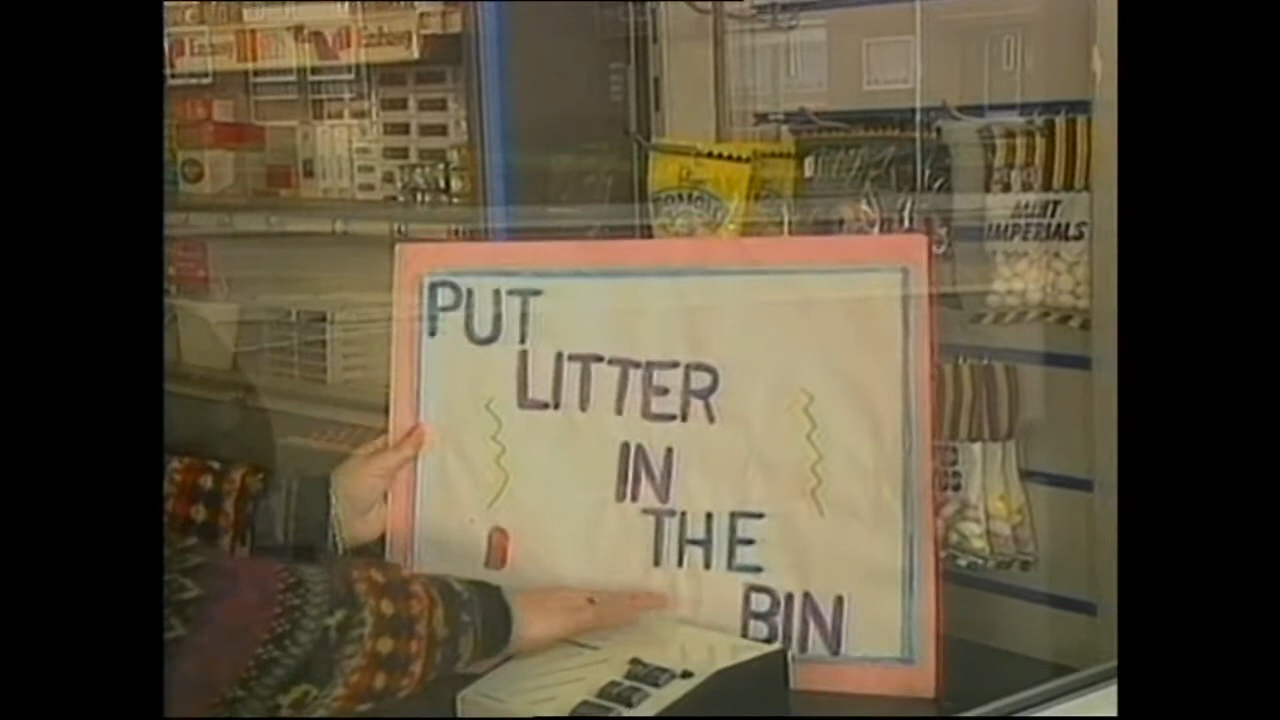 PUT
LITTER
IN
THE
BIN
MINT
IMPERIALS